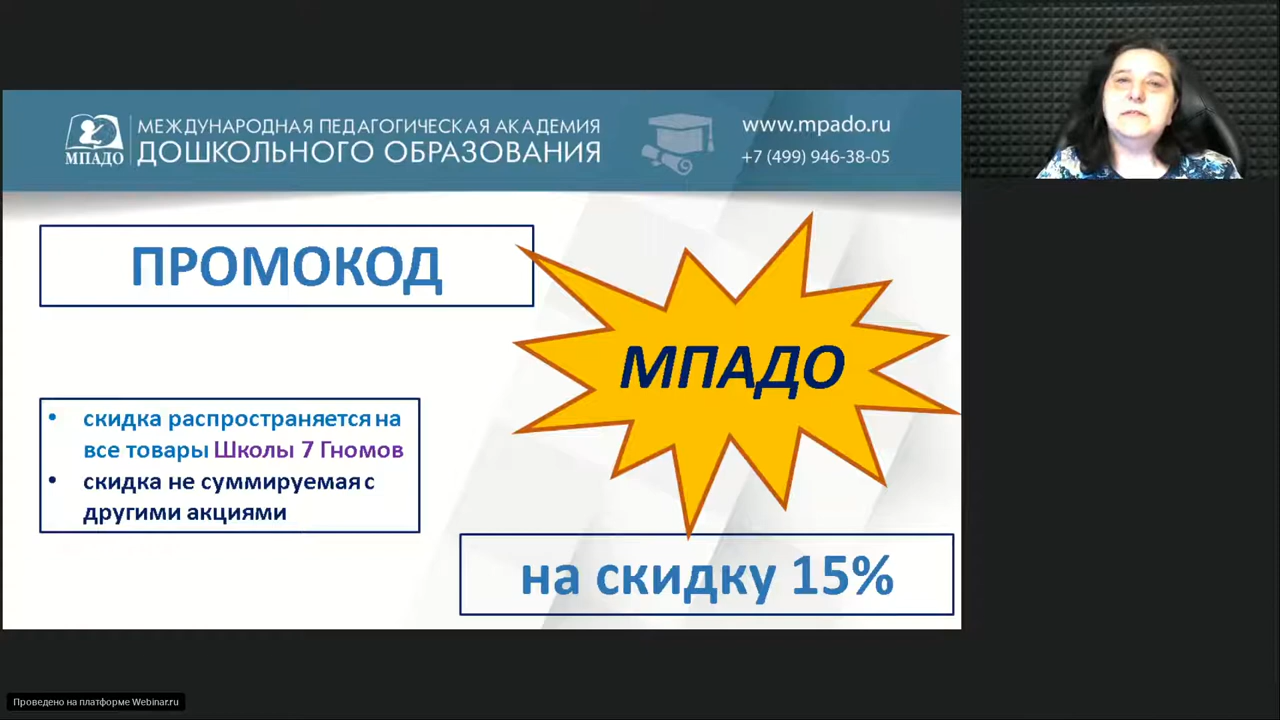 МПАДО
МЕЖДУНАРОДНАЯ ПЕДАГОГИЧЕСКАЯ АКАДЕМИЯ
ДОШКОЛЬНОГО ОБРАЗОВАНИЯ
www.mpado.ru
+7 (499) 946-38-05
ПРОМОКОД
МПАДО
• скидка распространяется на
все товары Школы 7 Гномов
• скидка не суммируемая с
другими акциями
на скидку 15%
Проведено на платформе Webinar.ru